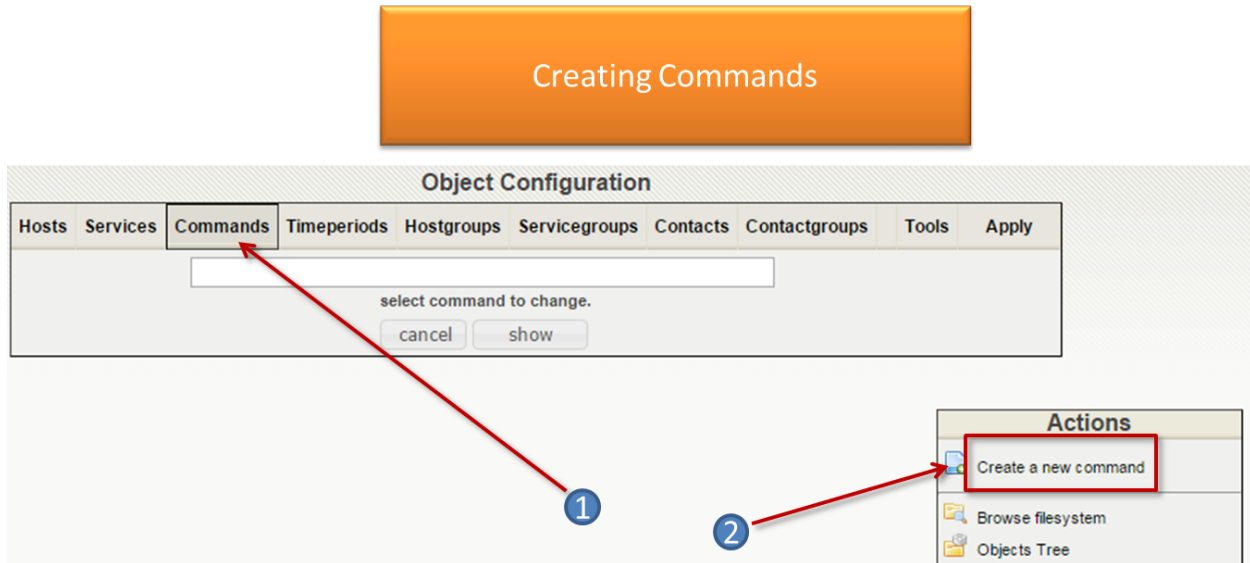 Creating Commands
Object Configuration
Hosts Services Commands Timeperiods Hostgroups Servicegroups Contacts Contactgroups Tools Apply
select command to change.
cancel show
Actions
Create a new command
1
2
Browse filesystem
Objects Tree